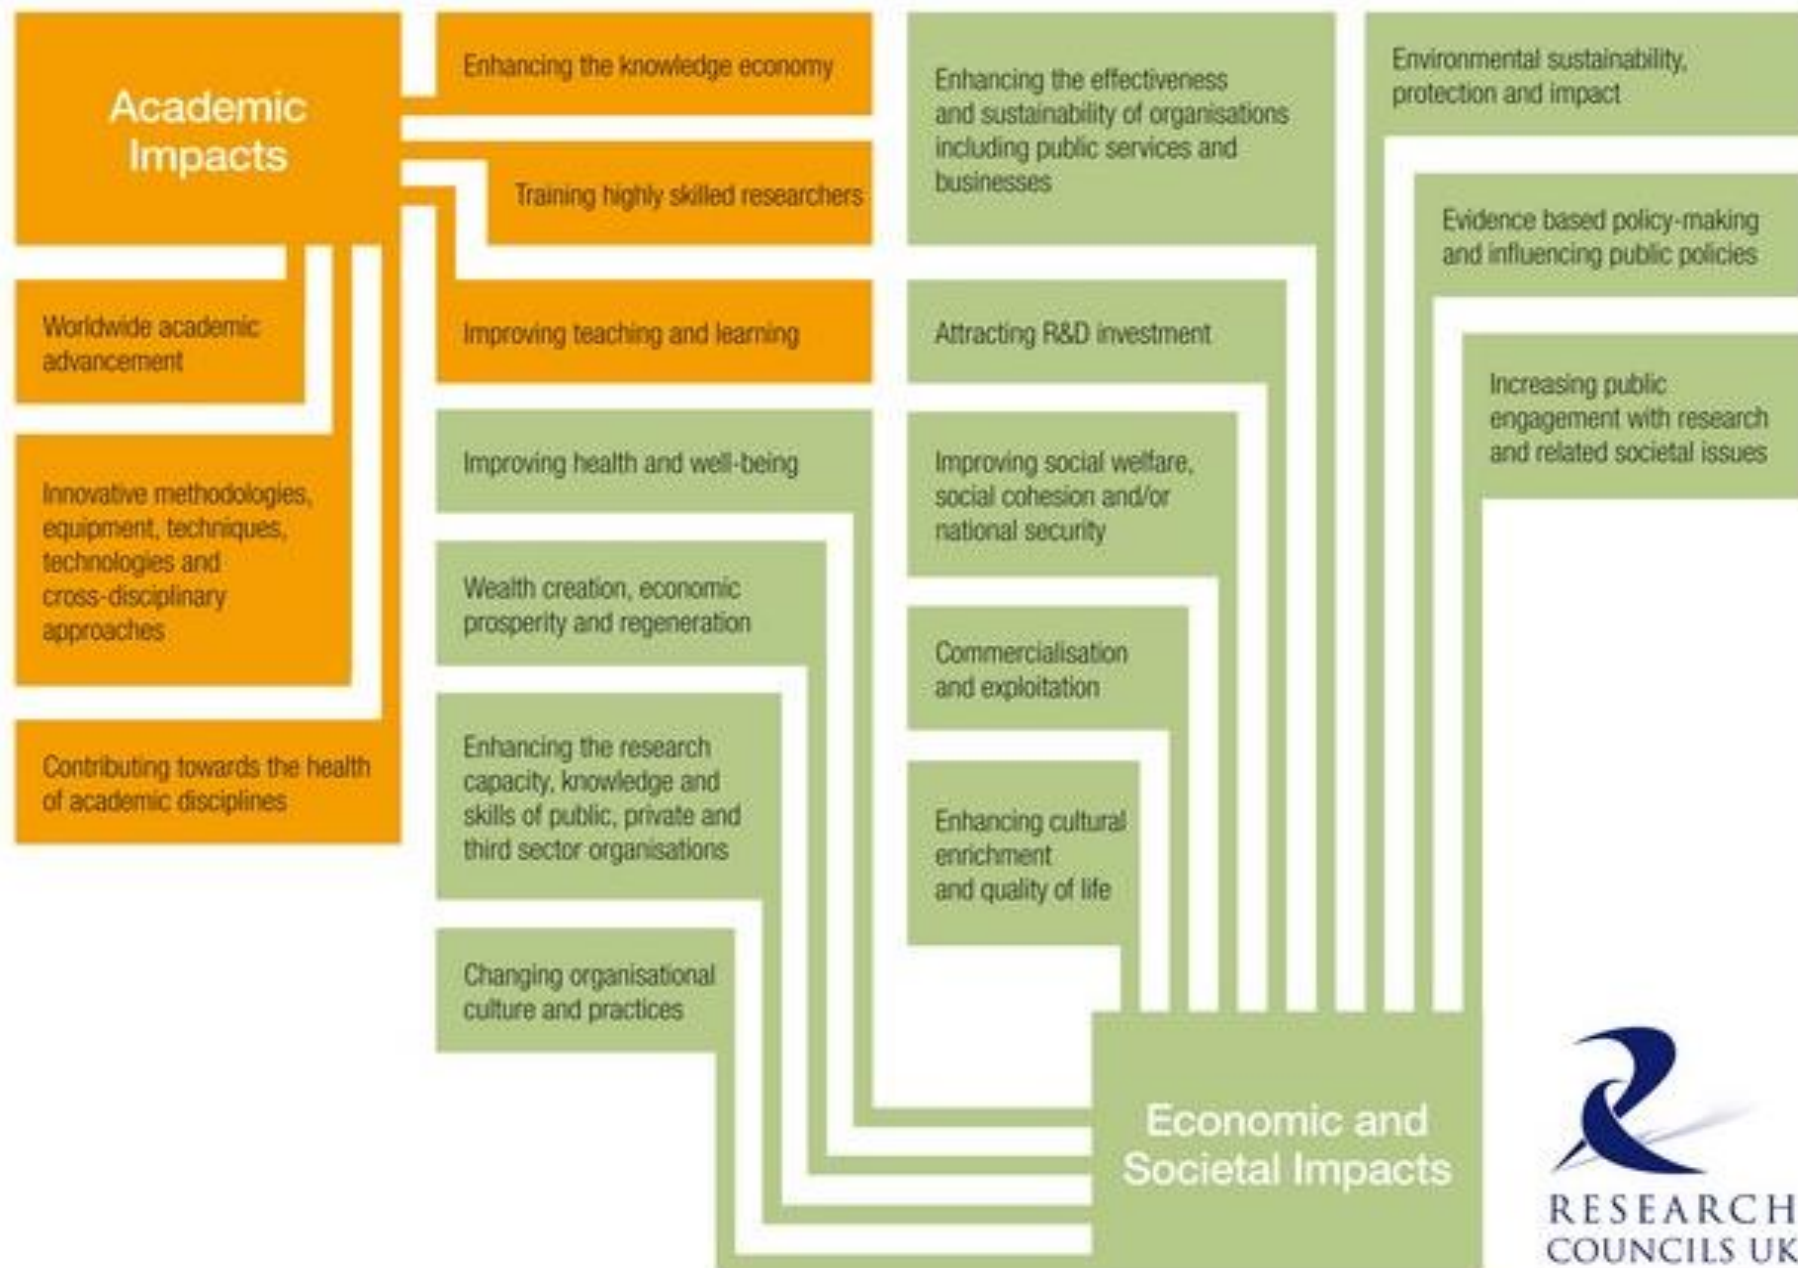 Academic
Impacts
Enhancing the knowledge economy
Training highly skilled researchers
Improving teaching and learning
Worldwide academic
advancement
Innovative methodologies,
equipment, techniques,
technologies and
cross-disciplinary
approaches
Contributing towards the health
of academic disciplines
Improving health and well-being
Wealth creation, economic
prosperity and regeneration
Enhancing the research
capacity, knowledge and
skills of public, private and
third sector organisations
Changing organisational
culture and practices
Enhancing the effectiveness
and sustainability of organisations
including public services and
businesses
Attracting R&D investment
Improving social welfare,
social cohesion and/or
national security
Commercialisation
and exploitation
Enhancing cultural
enrichment
and quality of life
Environmental sustainability,
protection and impact
Evidence based policy-making
and influencing public policies
Increasing public
engagement with research
and related societal issues
Economic and
Societal Impacts
RESEARCH
COUNCILS UK